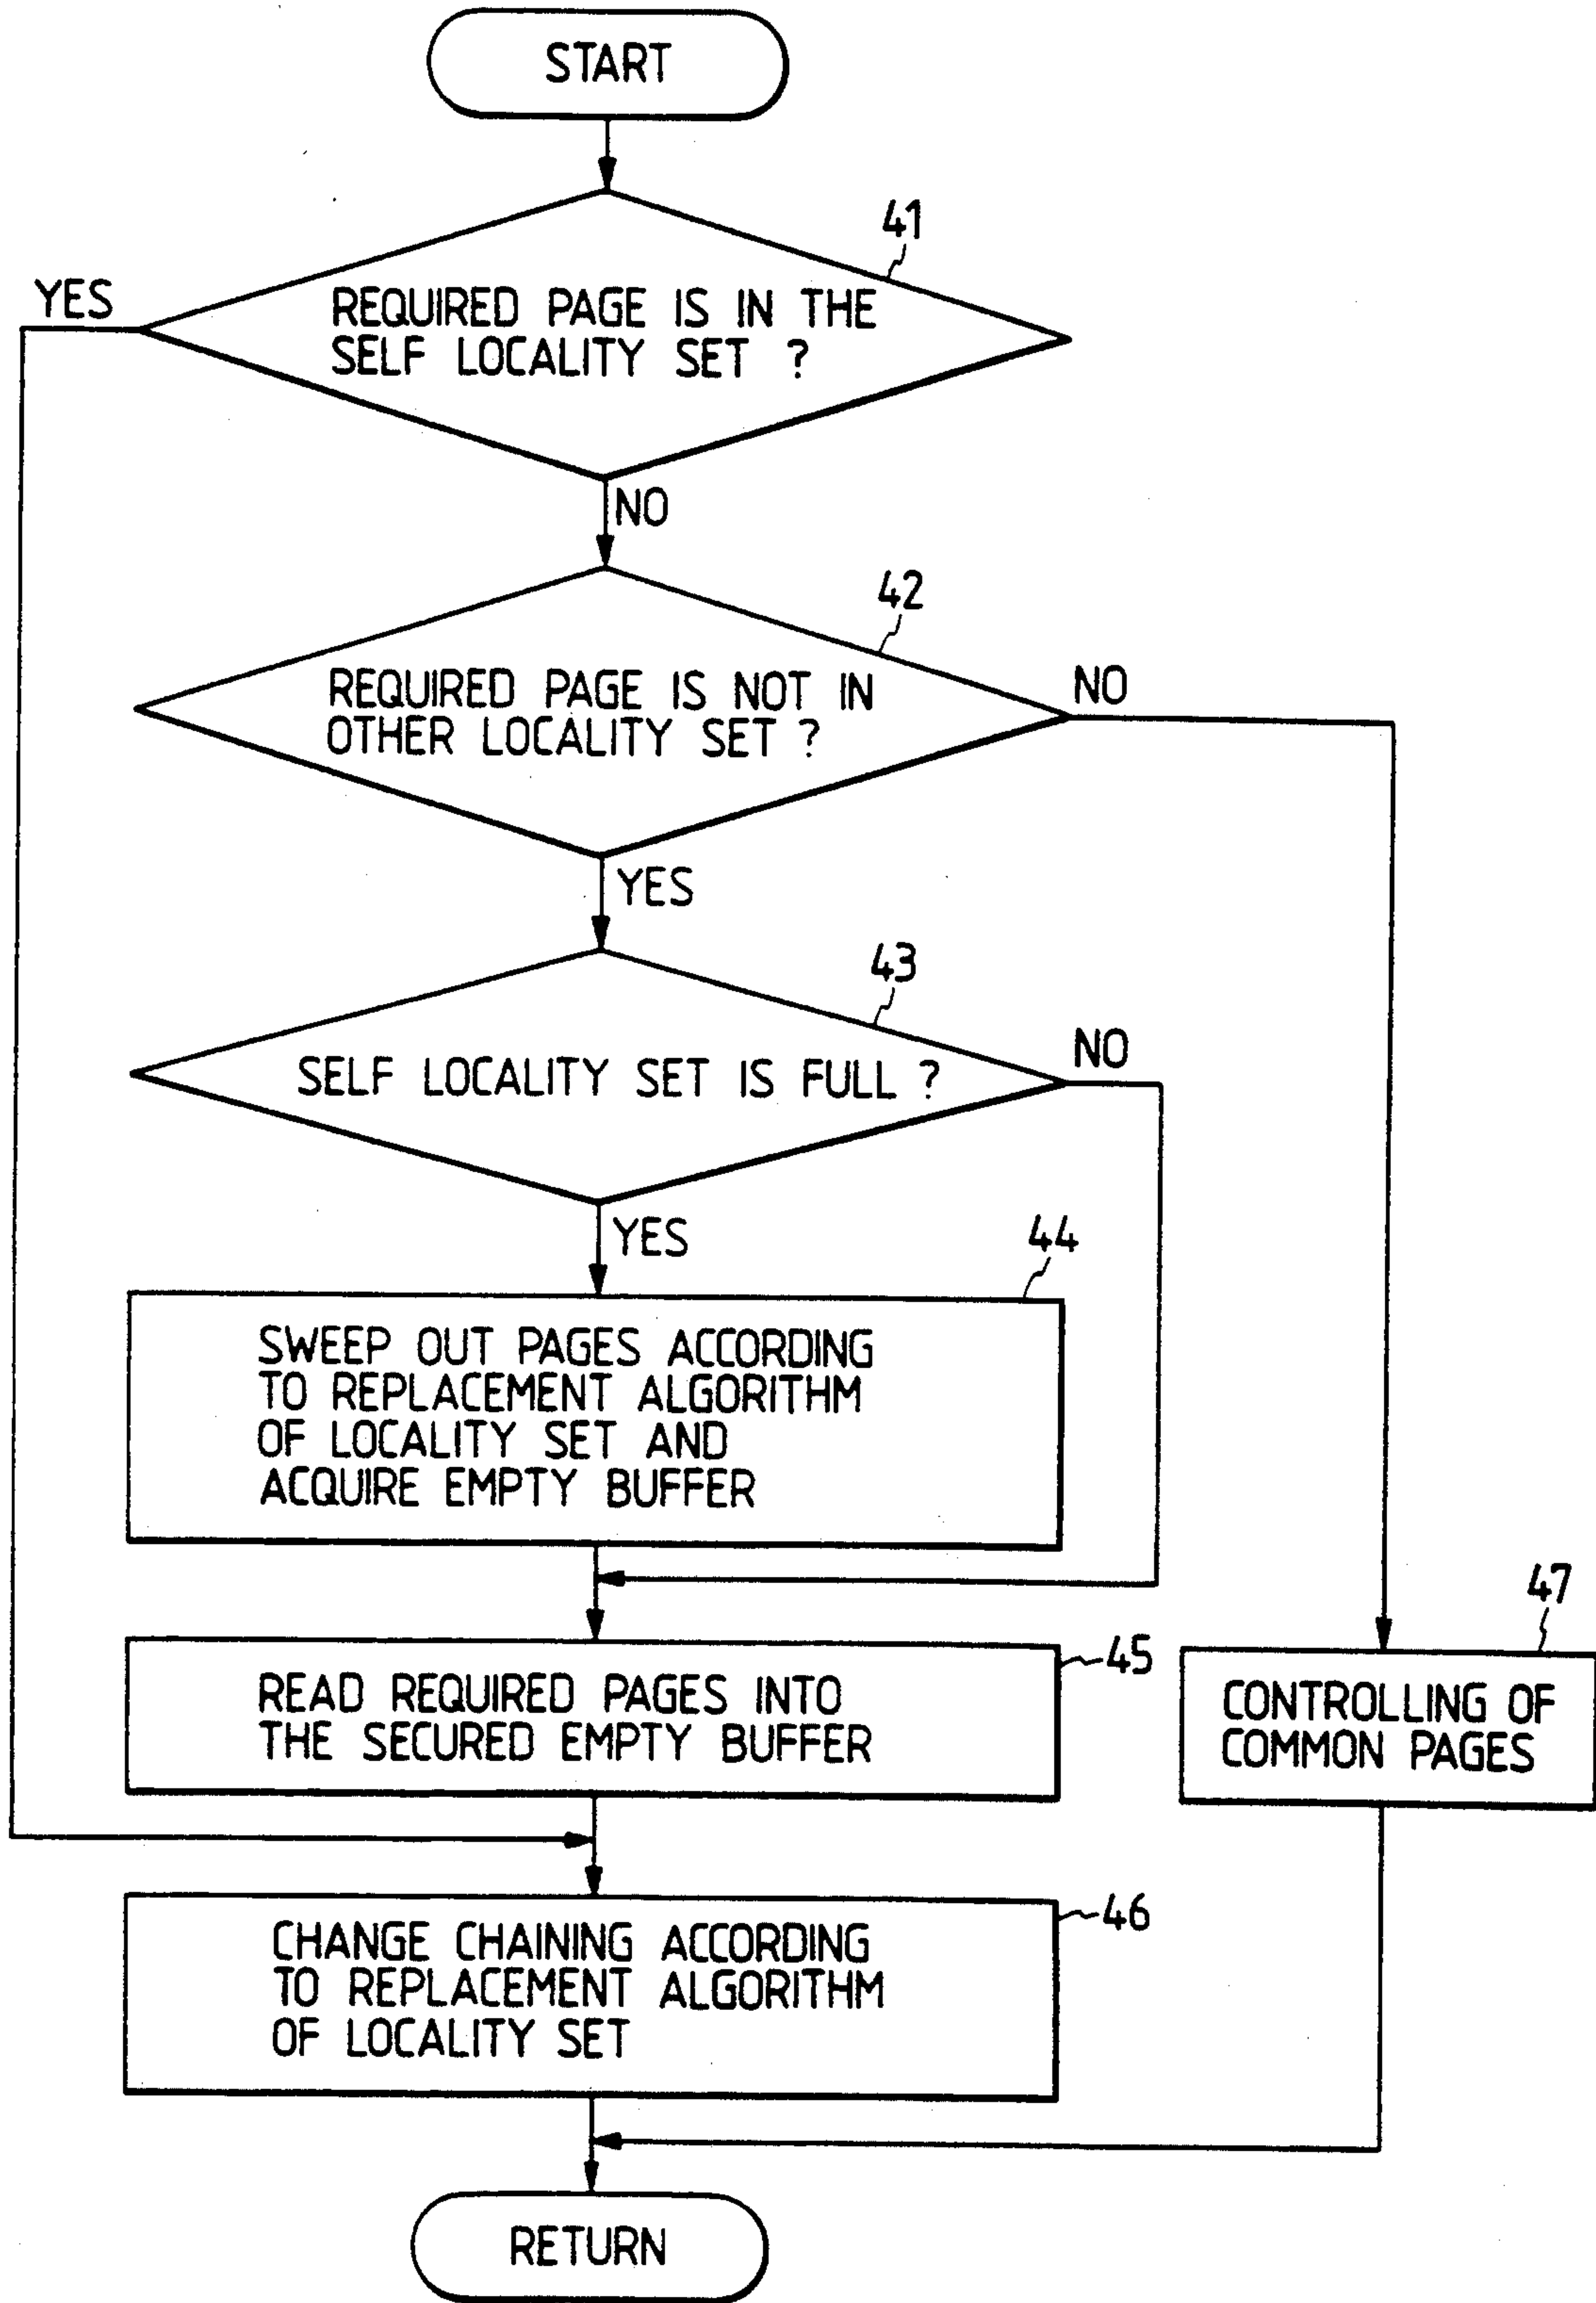 START
41
YES
REQUIRED PAGE IS IN THE
SELF LOCALITY SET ?
NO
42
REQUIRED PAGE IS NOT IN
OTHER LOCALITY SET ?
NO
YES
43
SELF LOCALITY SET IS FULL ?
NO
YES
44
SWEEP OUT PAGES ACCORDING
TO REPLACEMENT ALGORITHM
OF LOCALITY SET AND
ACQUIRE EMPTY BUFFER
45
READ REQUIRED PAGES INTO
THE SECURED EMPTY BUFFER
47
CONTROLLING OF
COMMON PAGES
46
CHANGE CHAINING ACCORDING
TO REPLACEMENT ALGORITHM
OF LOCALITY SET
RETURN